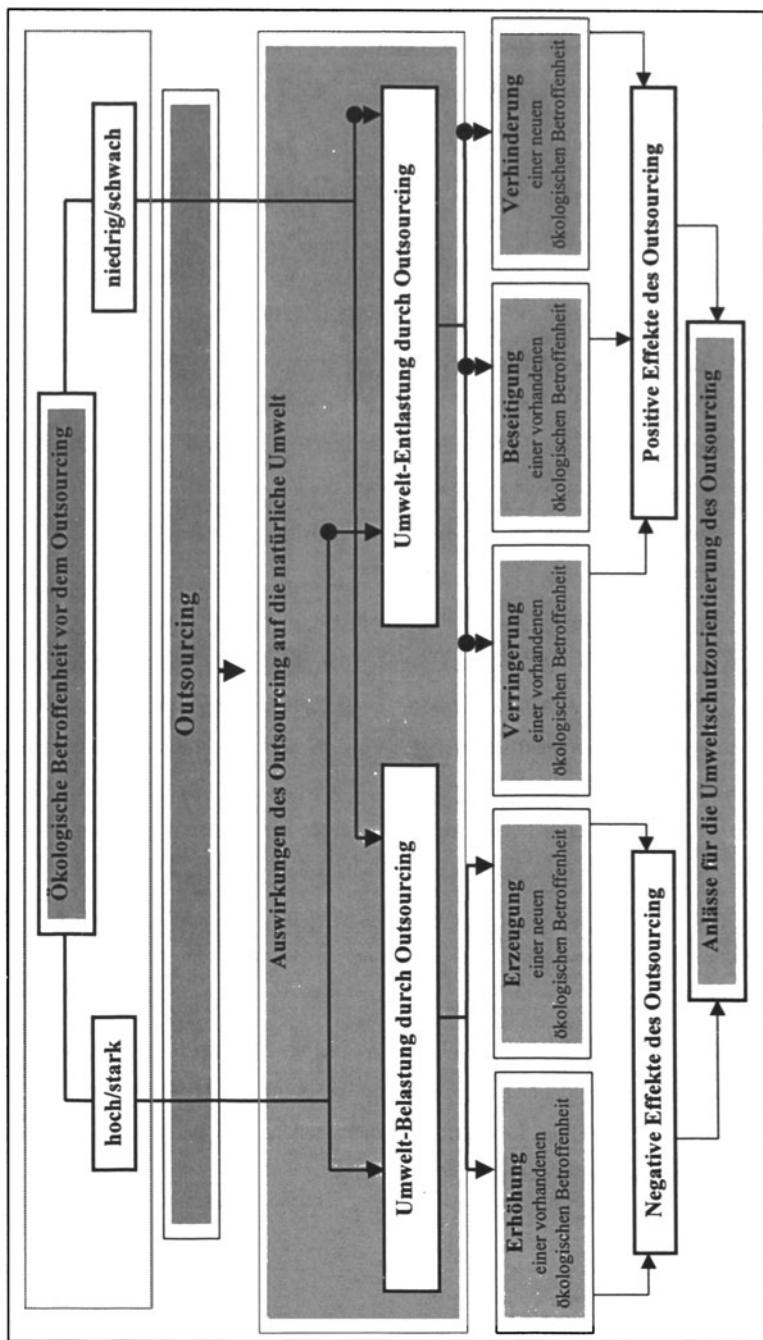 Ökologische Betroffenheit vor dem Outsourcing
hoch/stark
niedrig/schwach
Outsourcing
Auswirkungen des Outsourcing auf die natürliche Umwelt
Umwelt-Belastung durch Outsourcing
Umwelt-Entlastung durch Outsourcing
Erhöhung
einer vorhandenen
ökologischen Betroffenheit
Erzeugung
einer neuen
ökologischen Betroffenheit
Verringerung
einer vorhandenen
ökologischen Betroffenheit
Beseitigung
einer vorhandenen
ökologischen Betroffenheit
Verhinderung
einer neuen
ökologischen Betroffenheit
Negative Effekte des Outsourcing
Positive Effekte des Outsourcing
Anlässe für die Umweltschutzorientierung des Outsourcing